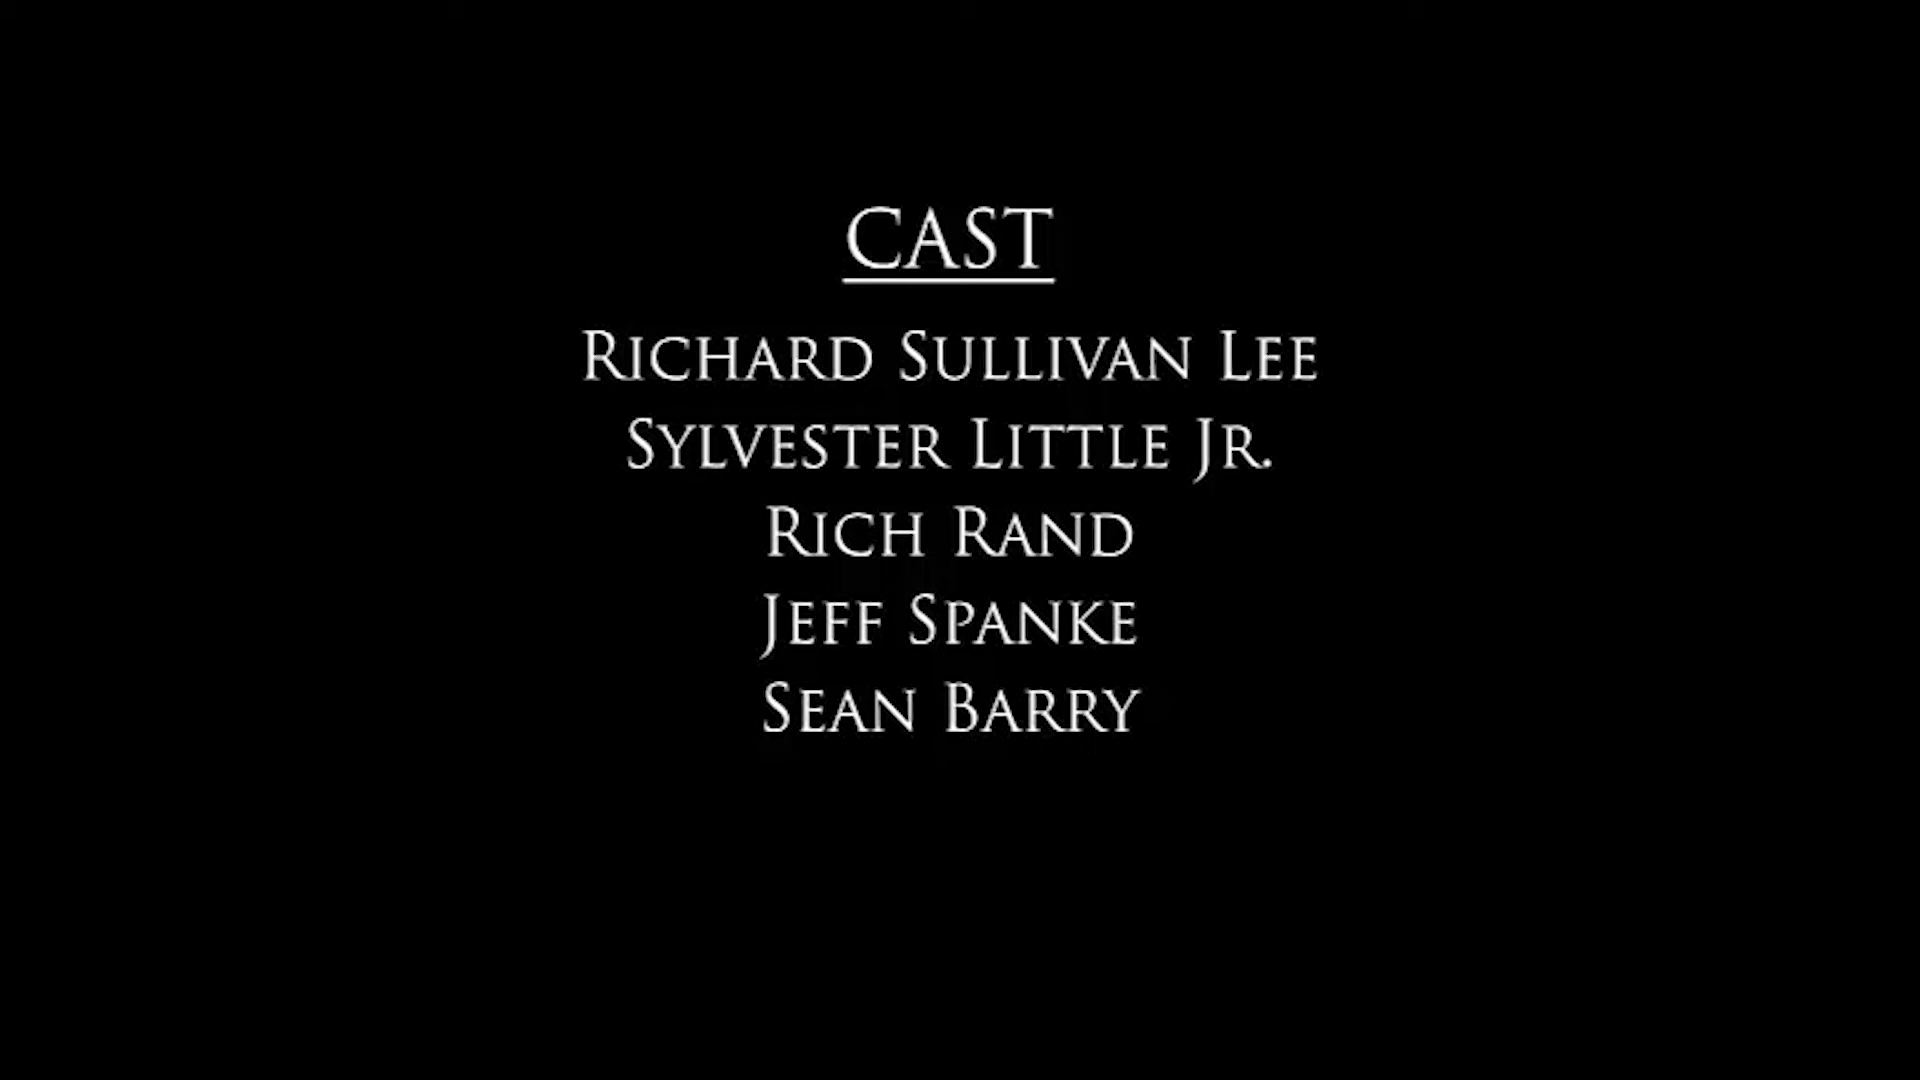 CAST
Richard Sullivan Lee
Sylvester Little Jr.
Rich Rand
Jeff Spanke
Sean Barry